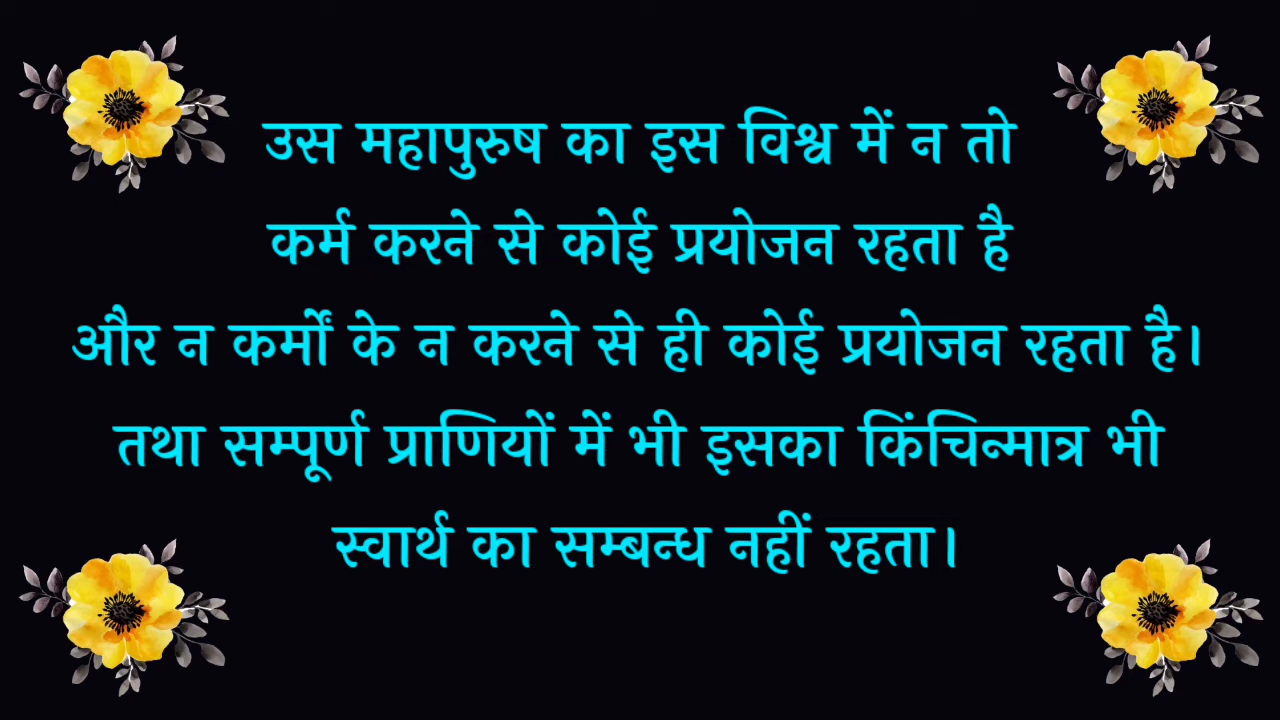 उस महापुरुष का इस विश्व में न तो
कर्म करने से कोई प्रयोजन रहता है
और न कर्मों के न करने से ही कोई प्रयोजन रहता है।
तथा सम्पूर्ण प्राणियों में भी इसका किंचिन्मात्र भी
स्वार्थ का सम्बन्ध नहीं रहता।